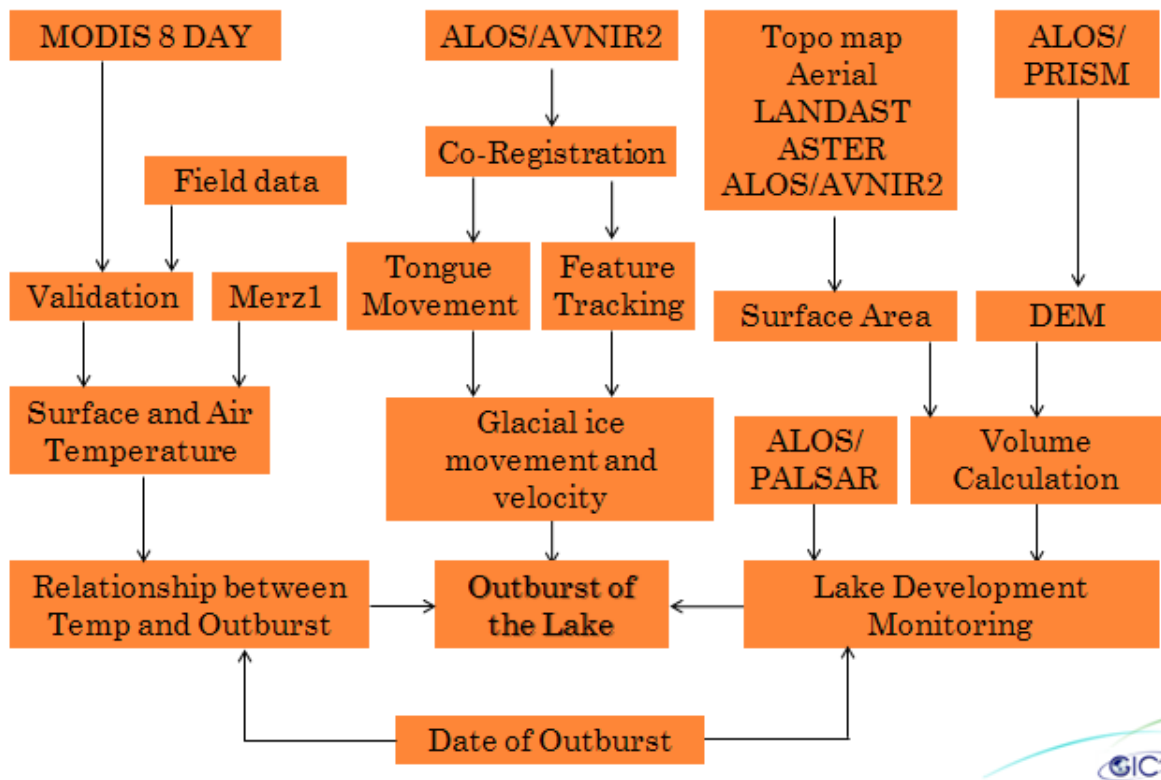 MODIS 8 DAY
ALOS/AVNIR2
Topo map
Aerial
LANDAST
ASTER
ALOS/AVNIR2
ALOS/
PRISM
Co-Registration
Field data
Validation
Merz1
Tongue
Movement
Feature
Tracking
Surface Area
DEM
Surface and Air
Temperature
Glacial ice
movement and
velocity
ALOS/
PALSAR
Volume
Calculation
Relationship between
Temp and Outburst
Outburst of
the Lake
Lake Development
Monitoring
Date of Outburst